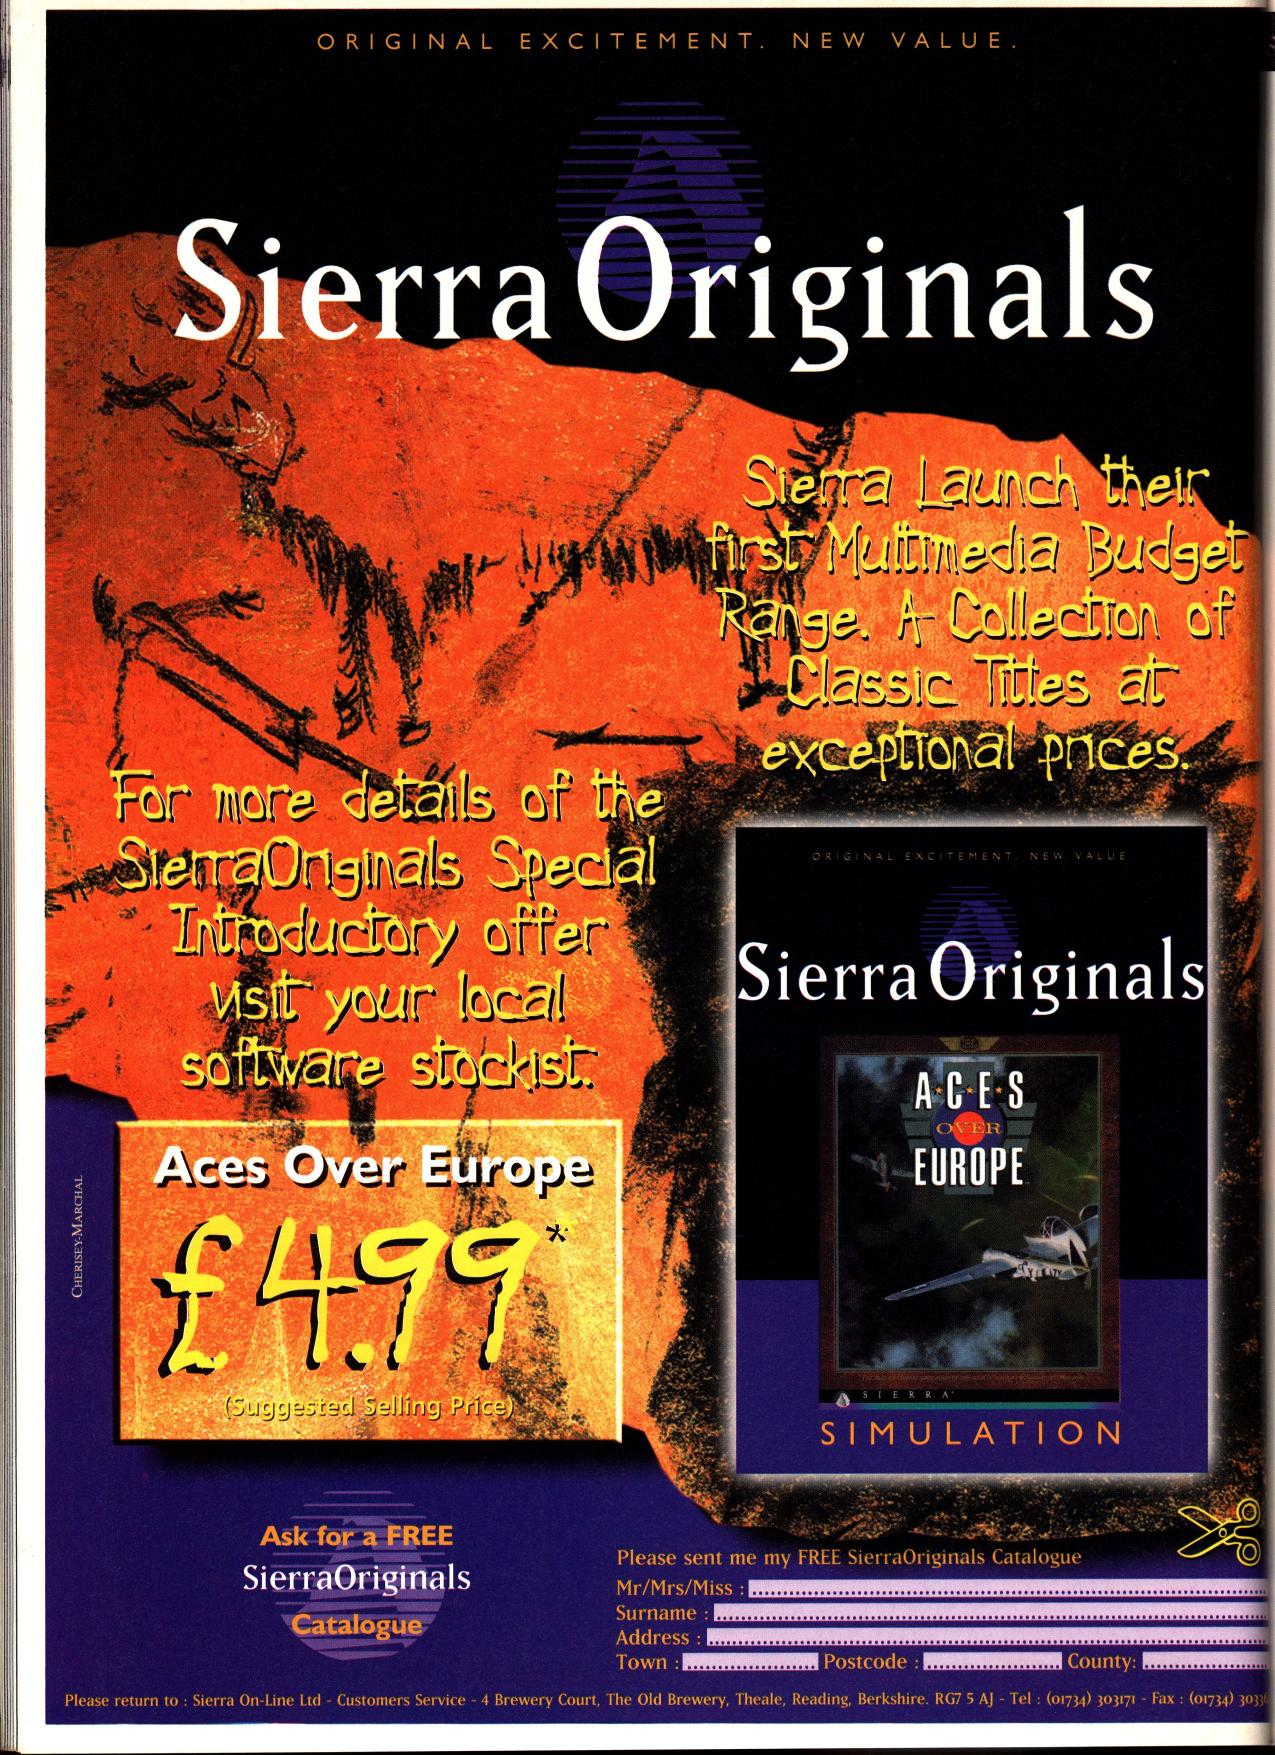 ORIGINAL EXCITEMENT. NEW VALUE.
SierraOriginals
Sierra Launch their
first Multimedia Budget
Range. A Collection of
Classic Titles at
exceptional prices.
For more details of the
SierraOriginals Special
Introductory offer
visit your local
software stockist.
ORIGINAL EXCITEMENT. NEW VALUE.
SierraOriginals
A·C·E·S
OVER
EUROPE
SIERRA
SIMULATION
Aces Over Europe
£4.99*
(Suggested Selling Price)
CHERISEY-MARCHAL
Ask for a FREE
SierraOriginals
Catalogue
Please sent me my FREE SierraOriginals Catalogue
Mr/Mrs/Miss :
Surname :
Address :
Town : Postcode : County:
Please return to : Sierra On-Line Ltd - Customers Service - 4 Brewery Court, The Old Brewery, Theale, Reading, Berkshire. RG7 5 AJ - Tel : (01734) 303171 - Fax : (01734)